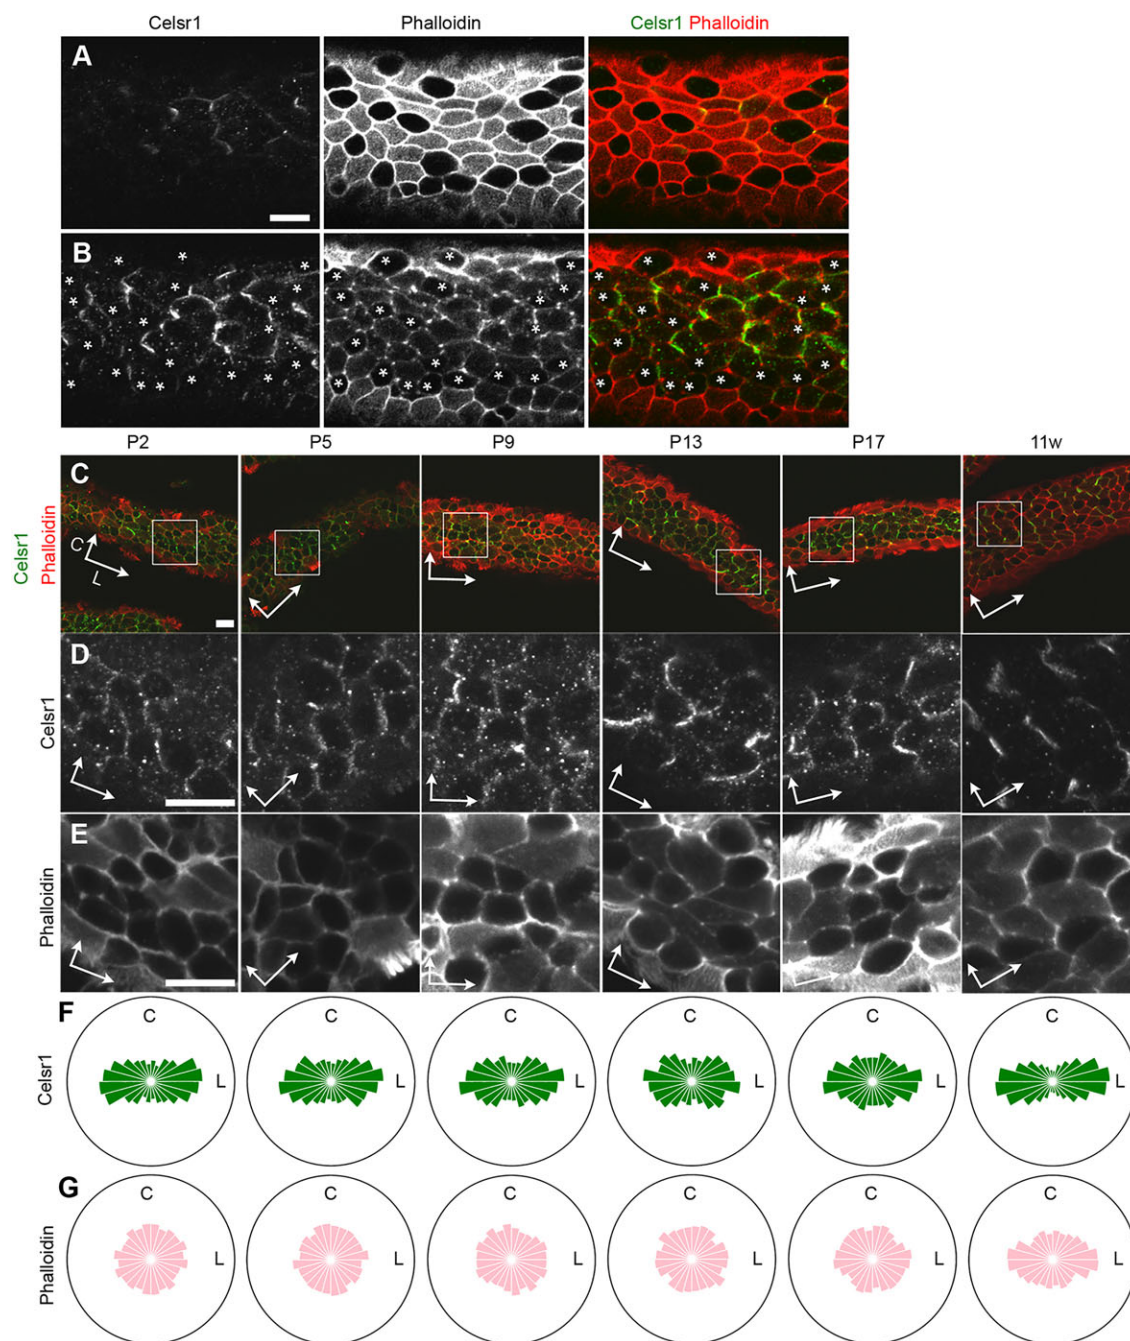 Celsr1 Phalloidin Celsr1 Phalloidin
A
B
* * * * * * * * * * * * * * * * * * * *
P2 P5 P9 P13 P17 11w
C
Celsr1
Phalloidin
C
L
D
Celsr1
E
Phalloidin
F
Celsr1
C C C C C C
L L L L L L
G
Phalloidin
C C C C C C
L L L L L L